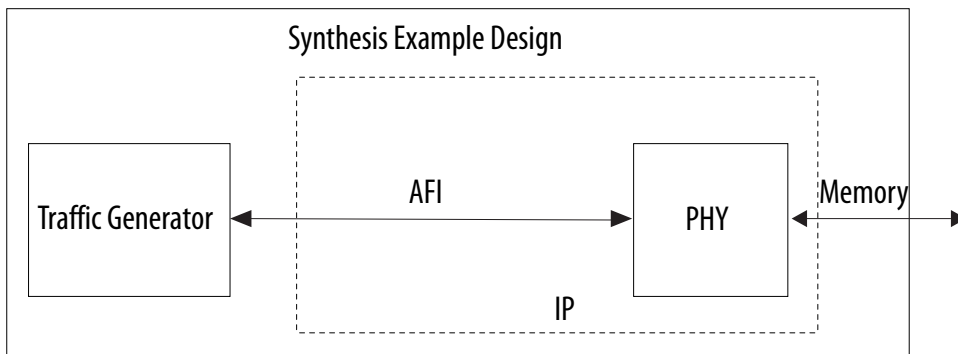 Synthesis Example Design
Traffic Generator
AFI
PHY
Memory
IP